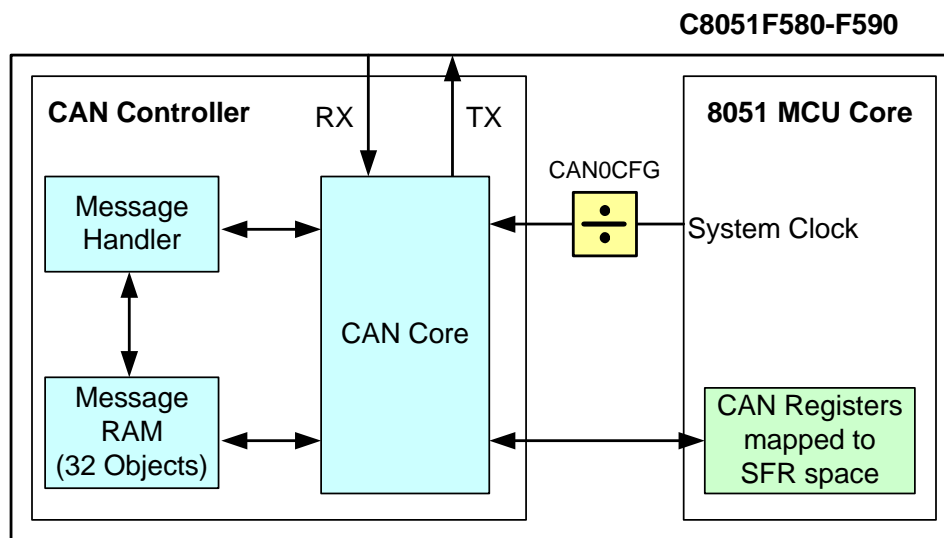 C8051F580-F590
CAN Controller
RX
TX
8051 MCU Core
CAN0CFG
Message
Handler
System Clock
CAN Core
Message
RAM
(32 Objects)
CAN Registers
mapped to
SFR space